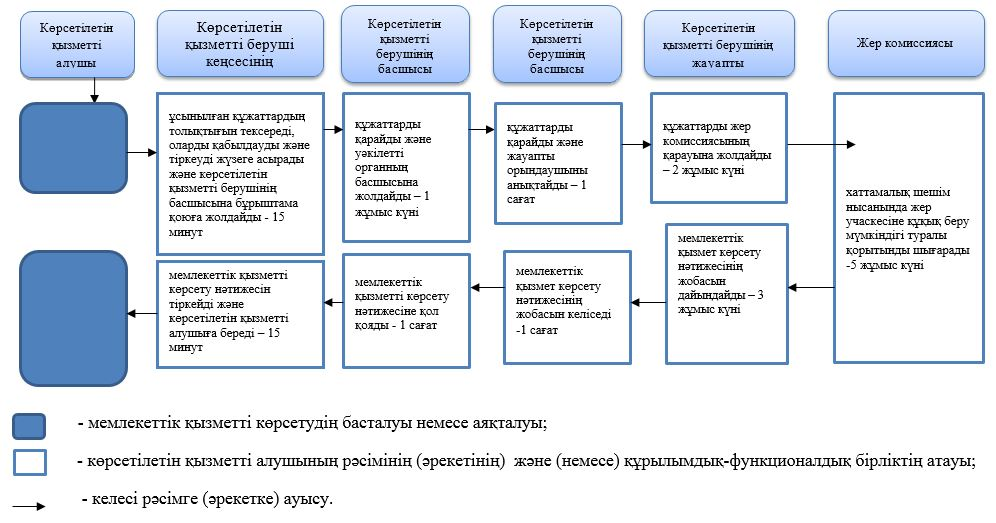 Көрсетілетін
қызметті
алушы
Көрсетілетін
қызметті беруші
кеңсесінің
Көрсетілетін
қызметті
берушінің
басшысы
Көрсетілетін
қызметті
берушінің
басшысы
Көрсетілетін
қызметті берушінің
жауапты
Жер комиссиясы
ұсынылған құжаттардың
толықтығын тексереді,
оларды қабылдауды және
тіркеуді жүзеге асырады
және көрсетілетін
қызметті берушінің
басшысына бұрыштама
қоюға жолдайды - 15
минут
құжаттарды
қарайды және
уәкілетті
органның
басшысына
жолдайды – 1
жұмыс күні
құжаттарды
қарайды және
жауапты
орындаушыны
анықтайды – 1
сағат
құжаттарды жер
комиссиясының
қарауына жолдайды
– 2 жұмыс күні
хаттамалық шешім
нысанында жер
учаскесіне құқық беру
мүмкіндігі туралы
қорытынды шығарады
-5 жұмыс күні
мемлекеттік қызметті
көрсету нәтижесін
тіркейді және
көрсетілетін қызметті
алушыға береді – 15
минут
мемлекеттік
қызметті көрсету
нәтижесіне қол
қояды - 1 сағат
мемлекеттік
қызмет көрсету
нәтижесінің
жобасын келіседі
-1 сағат
мемлекеттік
қызмет көрсету
нәтижесінің
жобасын
дайындайды – 3
жұмыс күні
- мемлекеттік қызметті көрсетудің басталуы немесе аяқталуы;
- көрсетілетін қызметті алушының рәсімінің (әрекетінің) және (немесе) құрылымдық-функционалдық бірліктің атауы;
- келесі рәсімге (әрекетке) ауысу.